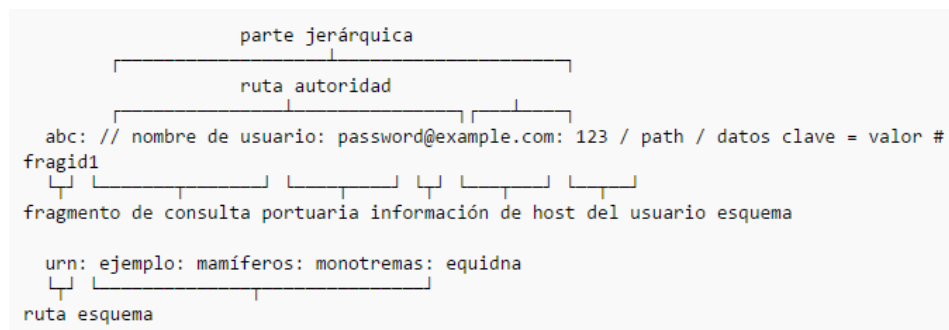 parte jerárquica
ruta autoridad
abc: // nombre de usuario: password@example.com: 123 / path / datos clave = valor #
fragid1
fragmento de consulta portuaria información de host del usuario esquema
urn: ejemplo: mamíferos: monotremas: equidna
ruta esquema